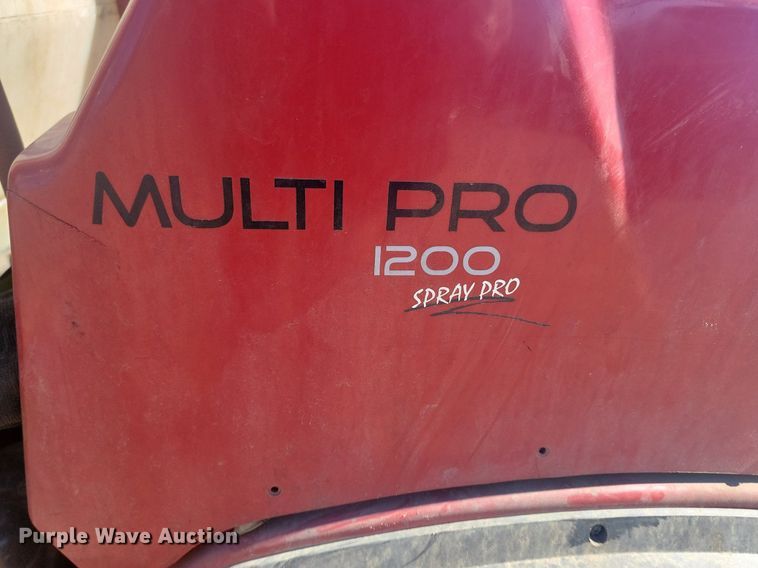 MULTI PRO
1200
SPRAY PRO
Purple Wave Auction